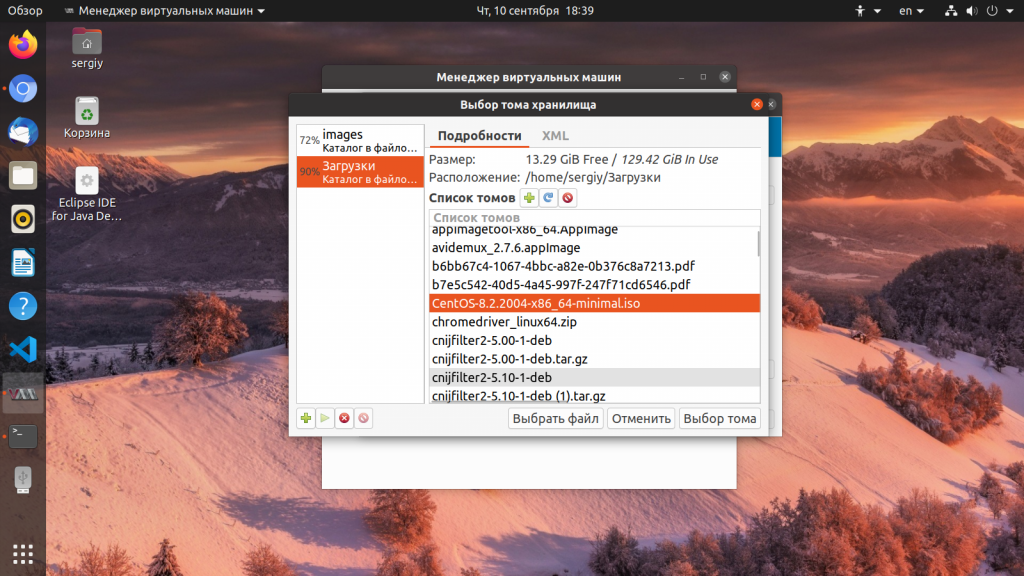 Обзор
Менеджер виртуальных машин
Чт, 10 сентября 18:39
en
sergiy
Корзина
Eclipse IDE
for Java De...
Менеджер виртуальных машин
Выбор тома хранилища
72%
images
Каталог в файло...
90%
Загрузки
Каталог в файло...
Подробности
XML
Размер: 13.29 GiB Free / 129.42 GiB In Use
Расположение: /home/sergiy/Загрузки
Список томов
Список томов
appimagetool-x86_64.AppImage
avidemux_2.7.6.appImage
b6bb67c4-1067-4bbc-a82e-0b376c8a7213.pdf
b7e5c542-40d5-4a45-997f-247f71cd6546.pdf
CentOS-8.2.2004-x86_64-minimal.iso
chromedriver_linux64.zip
cnijfilter2-5.00-1-deb
cnijfilter2-5.00-1-deb.tar.gz
cnijfilter2-5.10-1-deb
cnijfilter2-5.10-1-deb (1).tar.gz
Выбрать файл
Отменить
Выбор тома